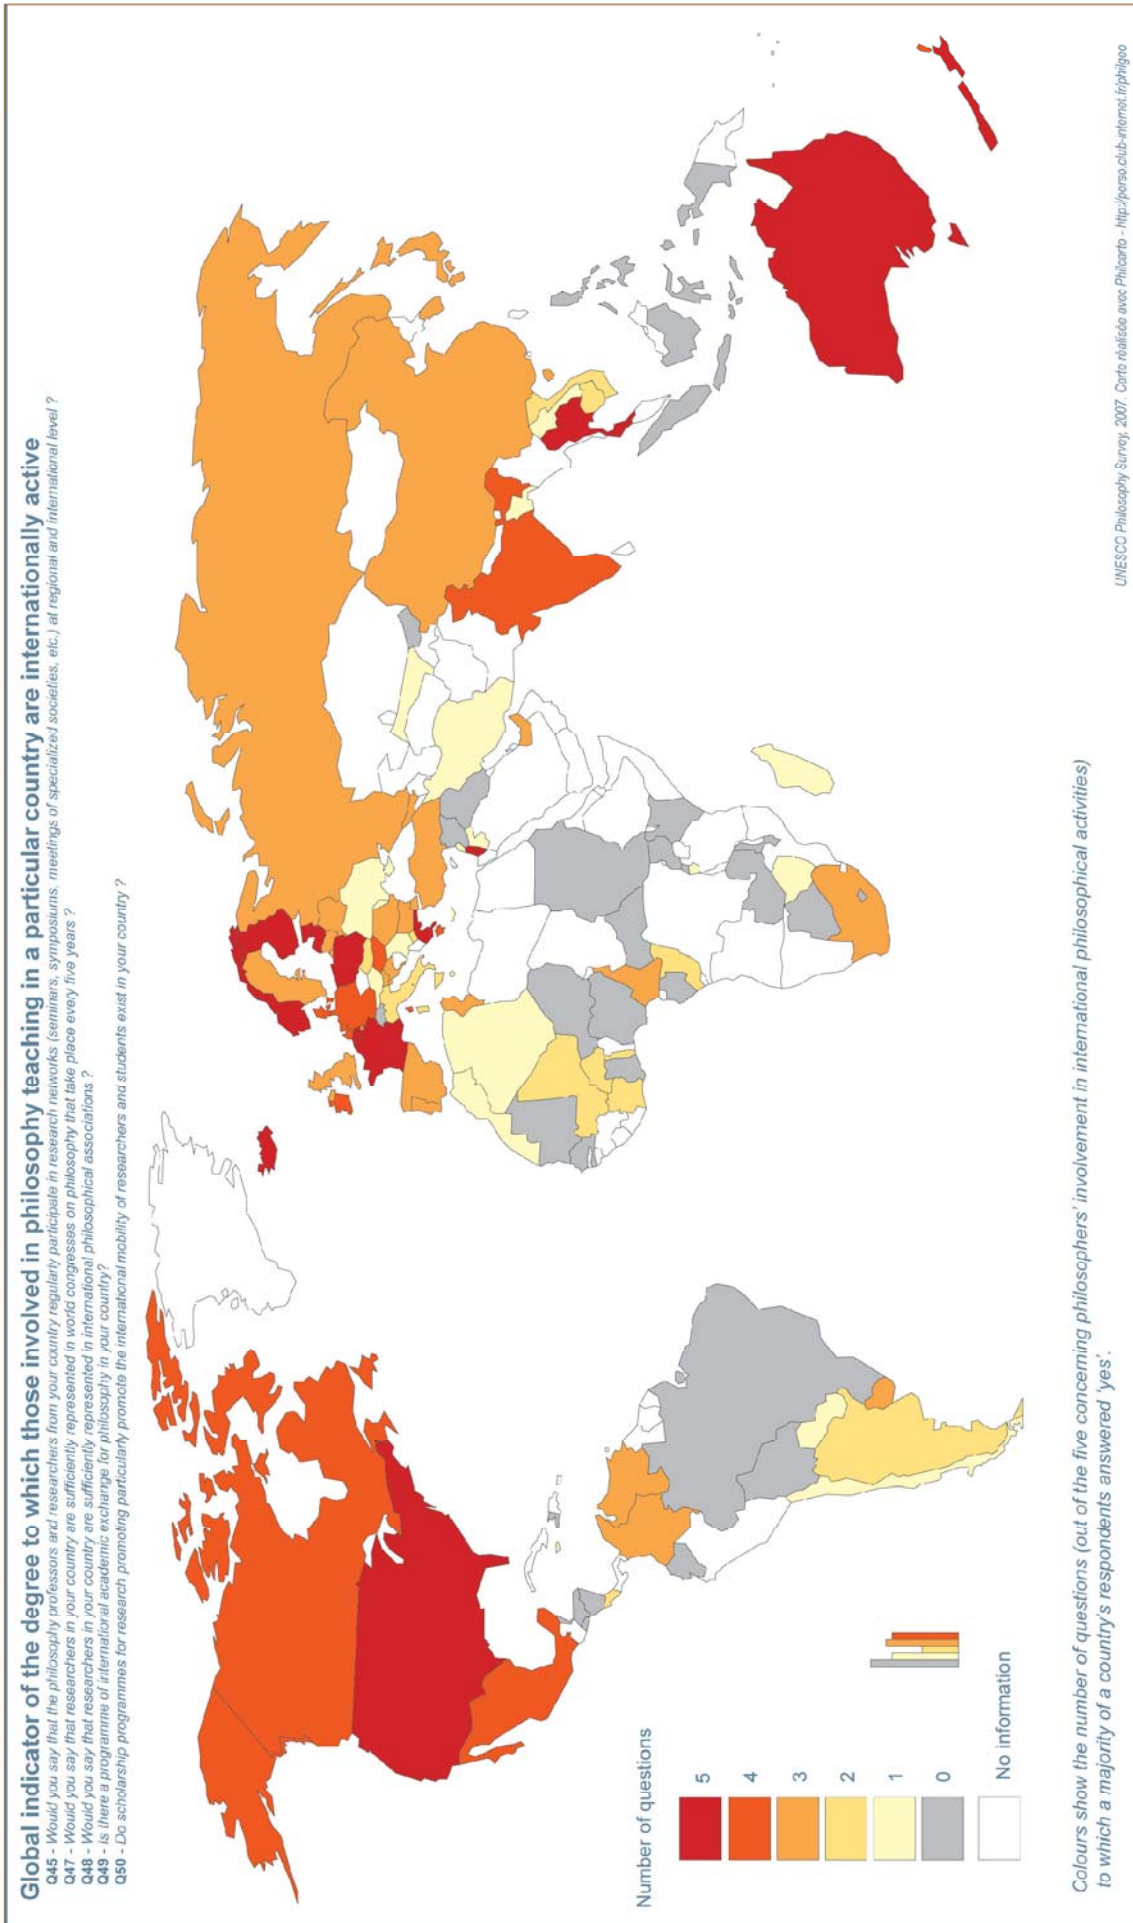 Global indicator of the degree to which those involved in philosophy teaching in a particular country are internationally active
Q45 - Would you say that the philosophy professors and researchers from your country regularly participate in research networks (seminars, symposiums, meetings of specialized societies, etc.) at regional and international level ?
Q47 - Would you say that researchers in your country are sufficiently represented in world congresses on philosophy that take place every five years ?
Q48 - Would you say that researchers in your country are sufficiently represented in international philosophical associations ?
Q49 - Is there a programme of international academic exchange for philosophy in your country?
Q50 - Do scholarship programmes for research promoting particularly promote the international mobility of researchers and students exist in your country ?
Number of questions
5
4
3
2
1
0
No information
Colours show the number of questions (out of the five concerning philosophers' involvement in international philosophical activities)
to which a majority of a country's respondents answered 'yes'.
UNESCO Philosophy Survey, 2007. Carto réalisée avec Philcarto - http://perso.club-internet.fr/philgeo